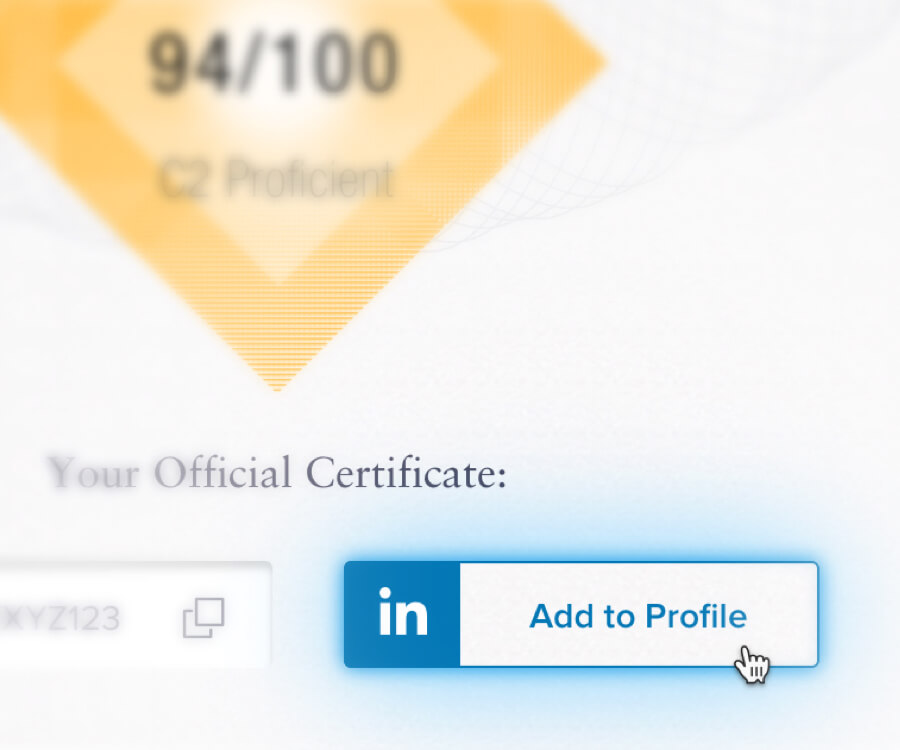 94/100
C2 Proficient
Your Official Certificate:
XYZ123
in Add to Profile